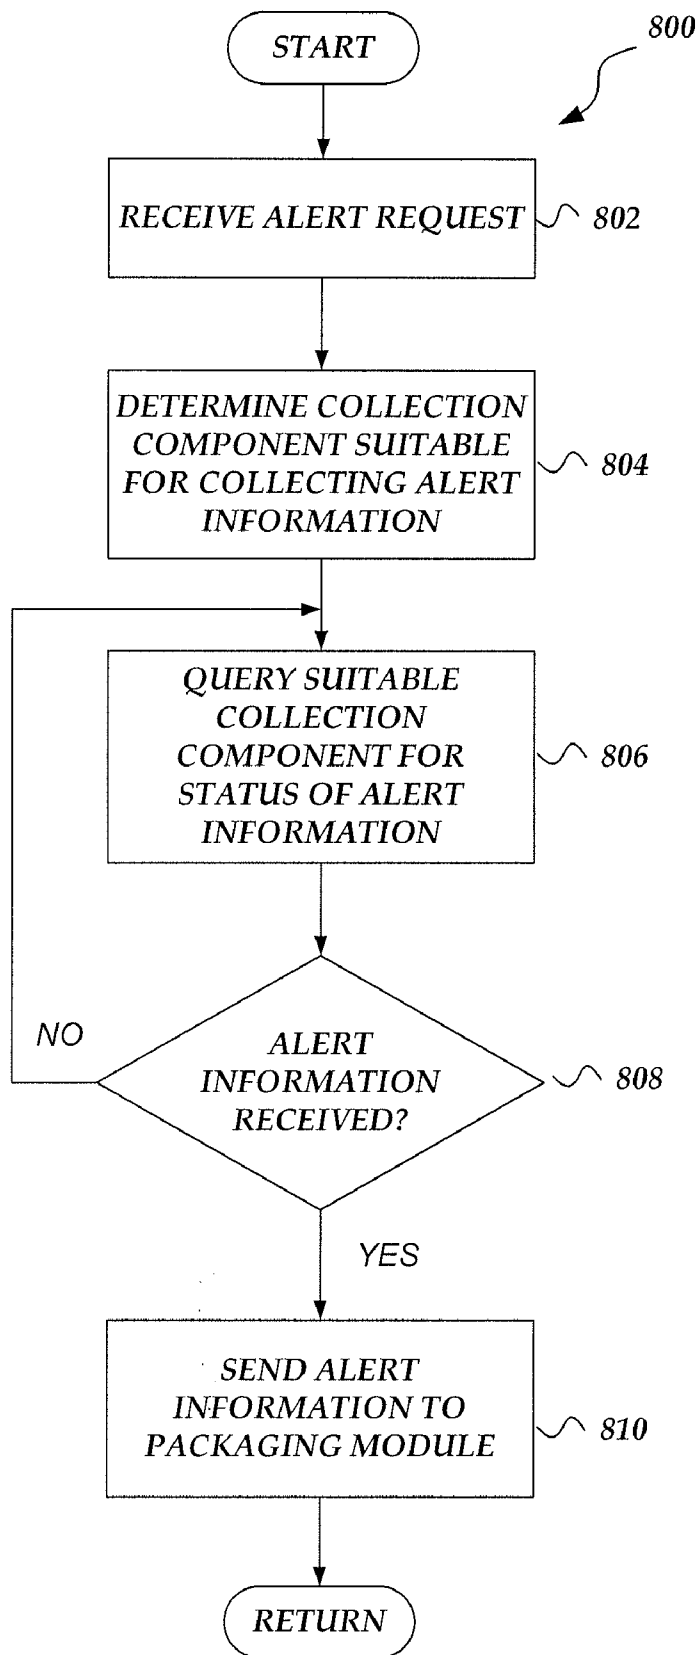 START
800
RECEIVE ALERT REQUEST
802
DETERMINE COLLECTION
COMPONENT SUITABLE
FOR COLLECTING ALERT
INFORMATION
804
QUERY SUITABLE
COLLECTION
COMPONENT FOR
STATUS OF ALERT
INFORMATION
806
NO
ALERT
INFORMATION
RECEIVED?
808
YES
SEND ALERT
INFORMATION TO
PACKAGING MODULE
810
RETURN